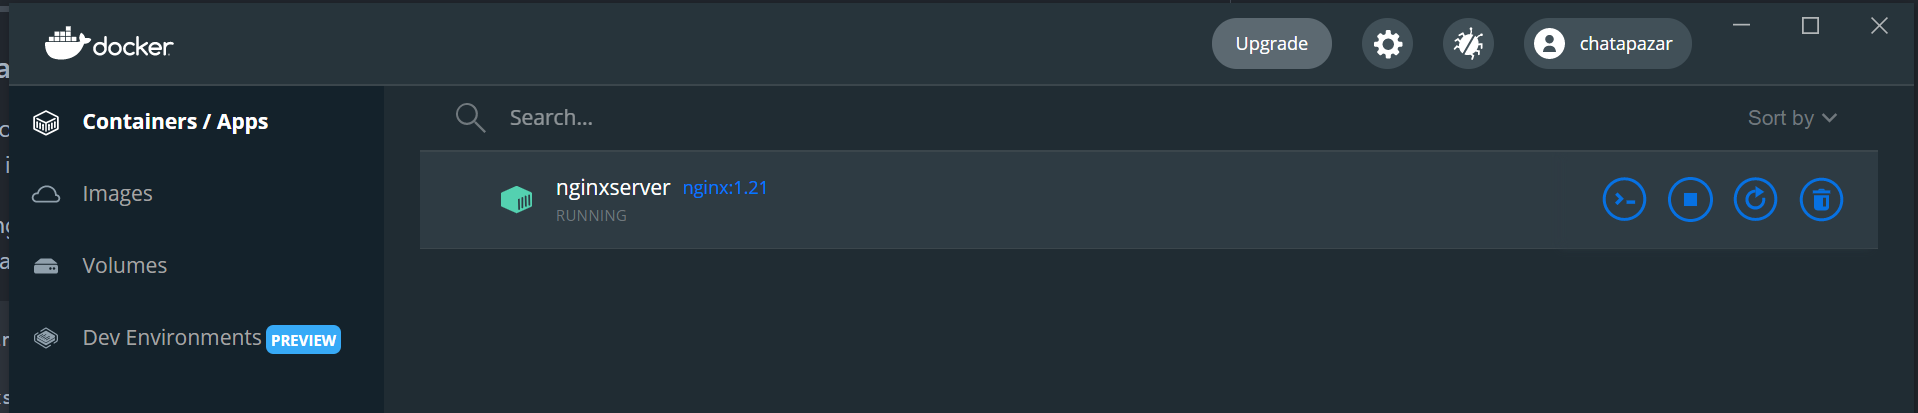 docker
Upgrade
chatapazar
Containers / Apps
Images
Volumes
Dev Environments PREVIEW
Search...
Sort by
nginxserver nginx:1.21
RUNNING